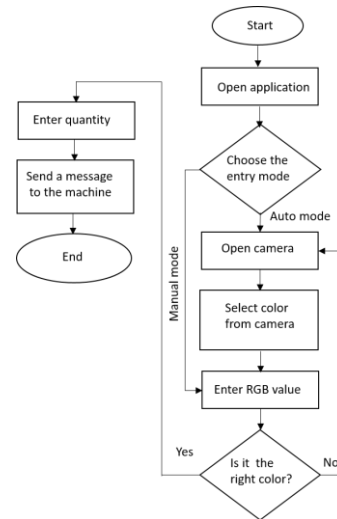 Start
Open application
Choose the
entry mode
Auto mode
Manual mode
Open camera
Select color
from camera
Enter RGB value
Is it the
right color?
Yes
No
Enter quantity
Send a message
to the machine
End